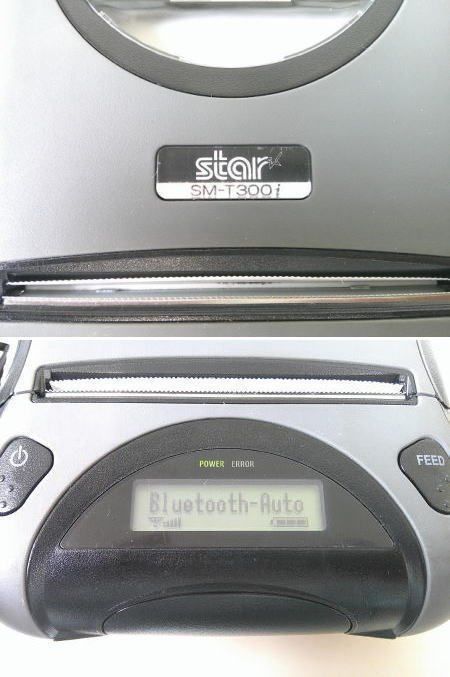 star
SM-T300i
POWER ERROR
FEED
Bluetooth-Auto